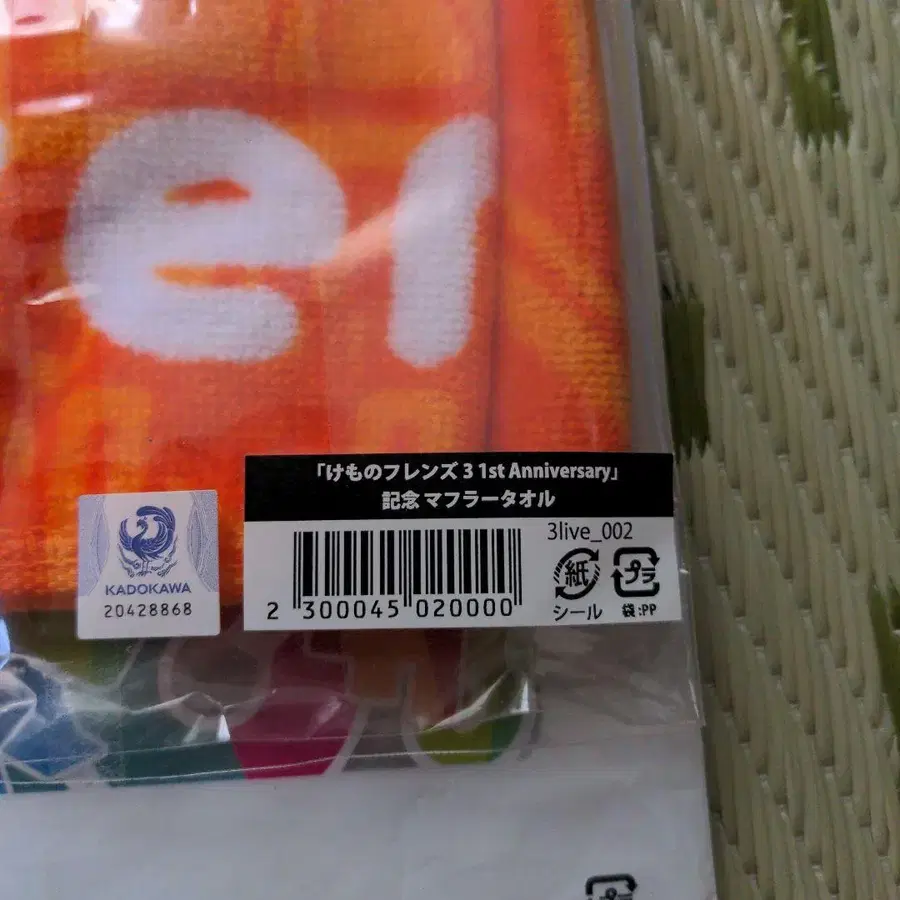 er
「けものフレンズ 3 1st Anniversary」
記念 マフラータオル
3live_002
紙
プラ
シール
袋:PP
2 300045 020000
KADOKAWA
20428868